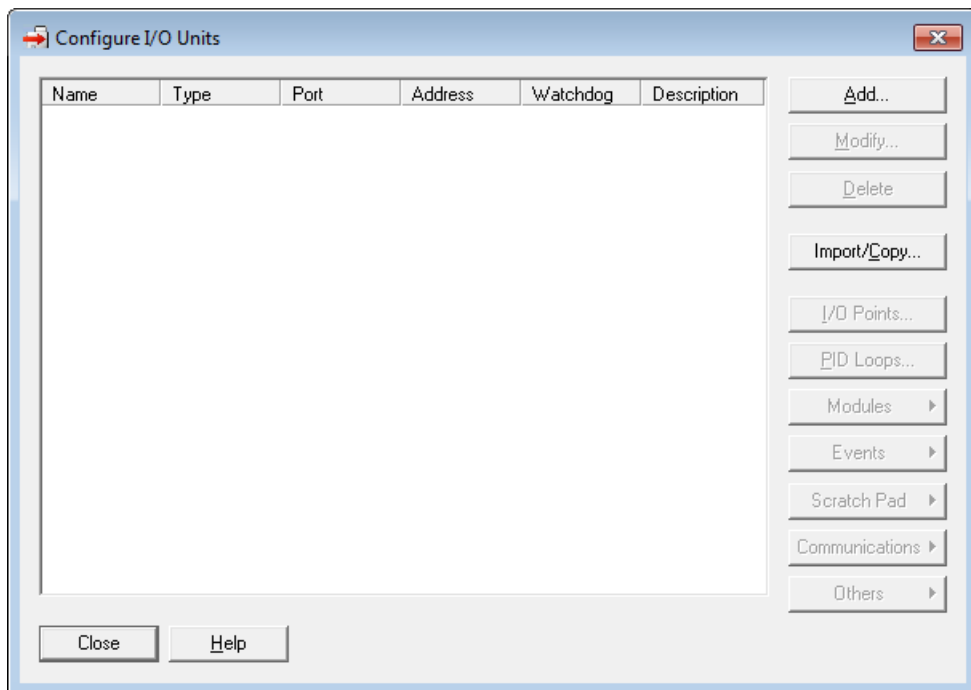 Configure I/O Units
Name Type Port Address Watchdog Description
Add...
Modify...
Delete
Import/Copy...
I/O Points...
PID Loops...
Modules
Events
Scratch Pad
Communications
Others
Close Help